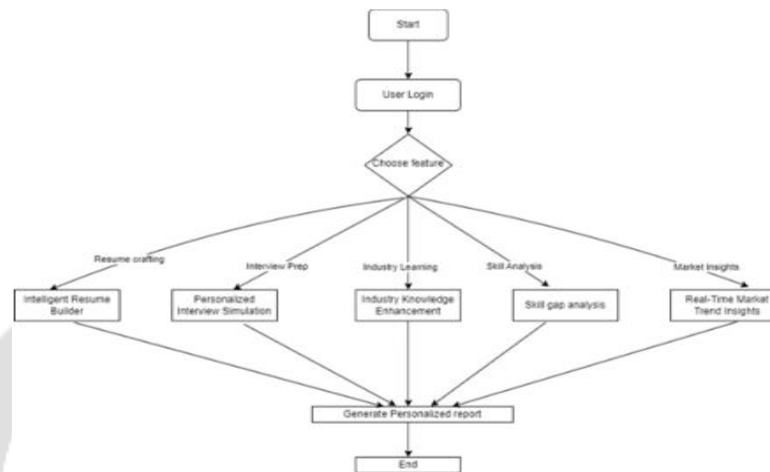 Start
User Login
Choose feature
Resume crafting
Interview Prep
Industry Learning
Skill Analysis
Market Insights
Intelligent Resume
Builder
Personalized
Interview Simulation
Industry Knowledge
Enhancement
Skill gap analysis
Real-Time Market
Trend Insights
Generate Personalized report
End